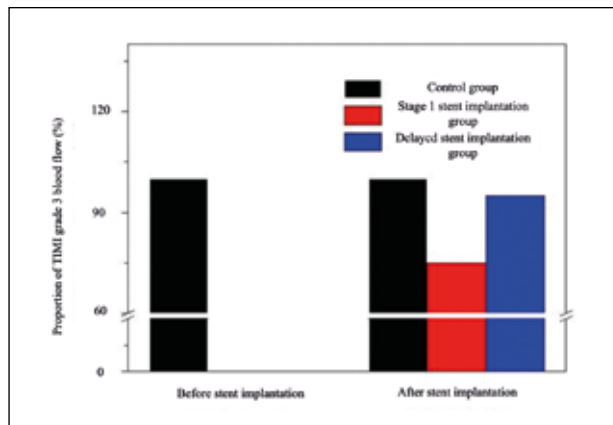 Proportion of TIMI grade 3 blood flow (%)
120
90
60
0
Control group
Stage 1 stent implantation
group
Delayed stent implantation
group
Before stent implantation
After stent implantation